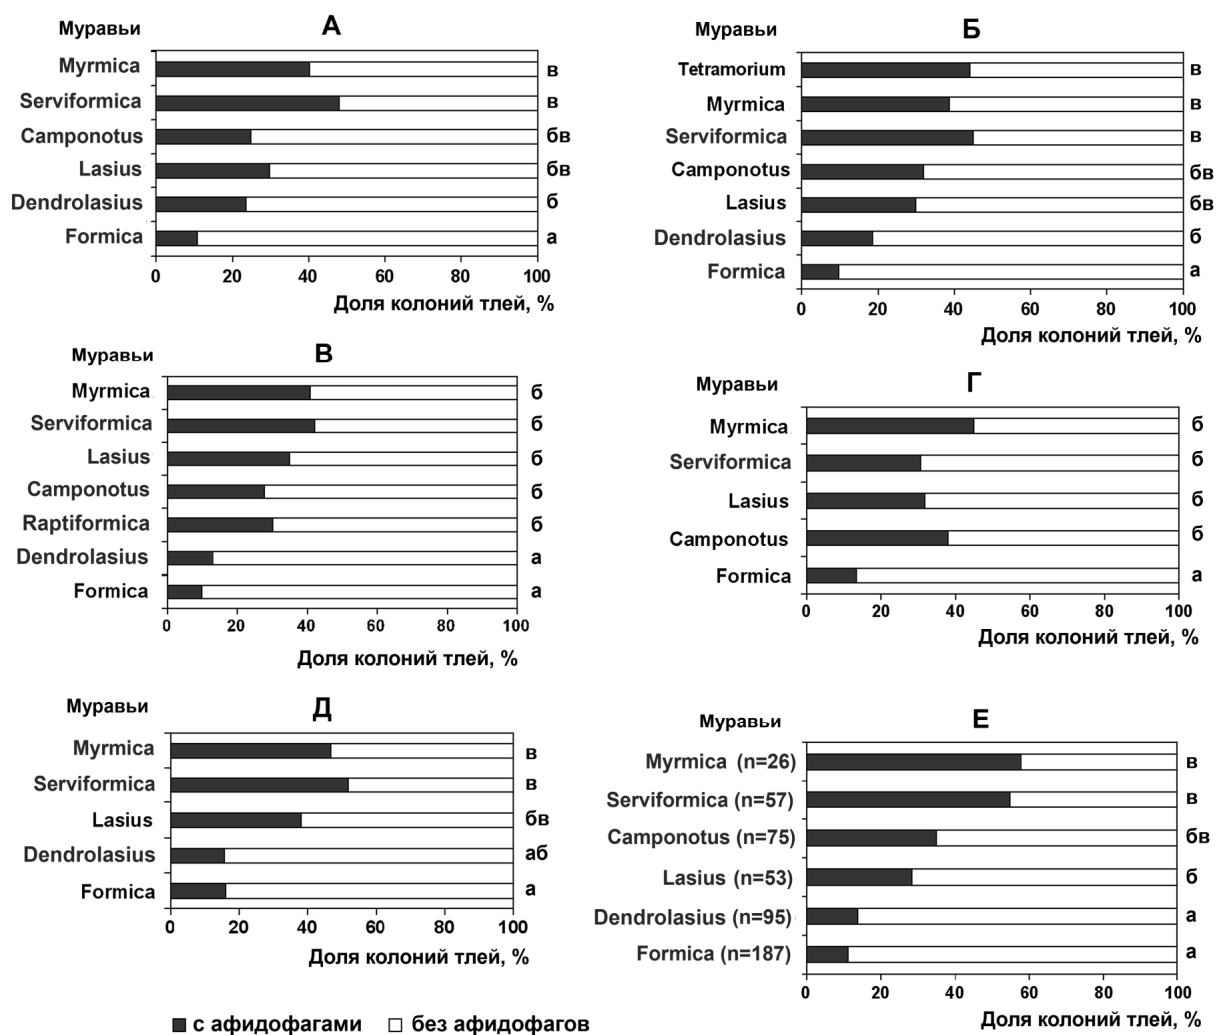 Муравьи А
Myrmica в
Serviformica в
Camponotus бв
Lasius бв
Dendrolasius б
Formica а
0 20 40 60 80 100
Доля колоний тлей, %
Муравьи Б
Tetramorium в
Myrmica в
Serviformica в
Camponotus бв
Lasius бв
Dendrolasius б
Formica а
0 20 40 60 80 100
Доля колоний тлей, %
Муравьи В
Myrmica б
Serviformica б
Lasius б
Camponotus б
Raptiformica б
Dendrolasius а
Formica а
0 20 40 60 80 100
Доля колоний тлей, %
Муравьи Г
Myrmica б
Serviformica б
Lasius б
Camponotus б
Formica а
0 20 40 60 80 100
Доля колоний тлей, %
Муравьи Д
Myrmica в
Serviformica в
Lasius бв
Dendrolasius аб
Formica а
0 20 40 60 80 100
Доля колоний тлей, %
Муравьи Е
Myrmica (n=26) в
Serviformica (n=57) в
Camponotus (n=75) бв
Lasius (n=53) б
Dendrolasius (n=95) а
Formica (n=187) а
0 20 40 60 80 100
Доля колоний тлей, %
с афидофагами без афидофагов